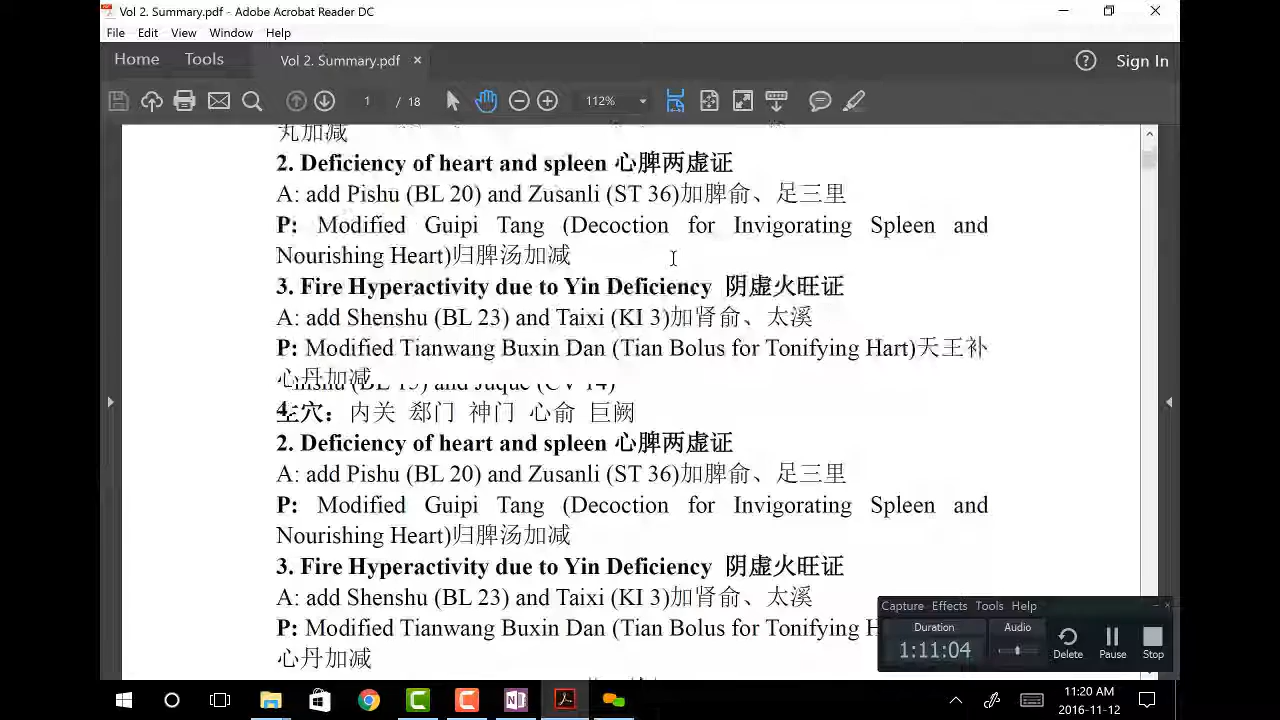 Vol 2. Summary.pdf - Adobe Acrobat Reader DC
File Edit View Window Help
Home Tools Vol 2. Summary.pdf × Sign In
1 / 18 112%
丸加减
2. Deficiency of heart and spleen 心脾两虚证
A: add Pishu (BL 20) and Zusanli (ST 36)加脾俞、足三里
P: Modified Guipi Tang (Decoction for Invigorating Spleen and
Nourishing Heart)归脾汤加减
3. Fire Hyperactivity due to Yin Deficiency 阴虚火旺证
A: add Shenshu (BL 23) and Taixi (KI 3)加肾俞、太溪
P: Modified Tianwang Buxin Dan (Tian Bolus for Tonifying Hart)天王补
心丹加减
主穴：内关 郄门 神门 心俞 巨阙
2. Deficiency of heart and spleen 心脾两虚证
A: add Pishu (BL 20) and Zusanli (ST 36)加脾俞、足三里
P: Modified Guipi Tang (Decoction for Invigorating Spleen and
Nourishing Heart)归脾汤加减
3. Fire Hyperactivity due to Yin Deficiency 阴虚火旺证
A: add Shenshu (BL 23) and Taixi (KI 3)加肾俞、太溪
P: Modified Tianwang Buxin Dan (Tian Bolus for Tonifying H
心丹加减
Capture Effects Tools Help
Duration Audio
1:11:04 Delete Pause Stop
11:20 AM
2016-11-12